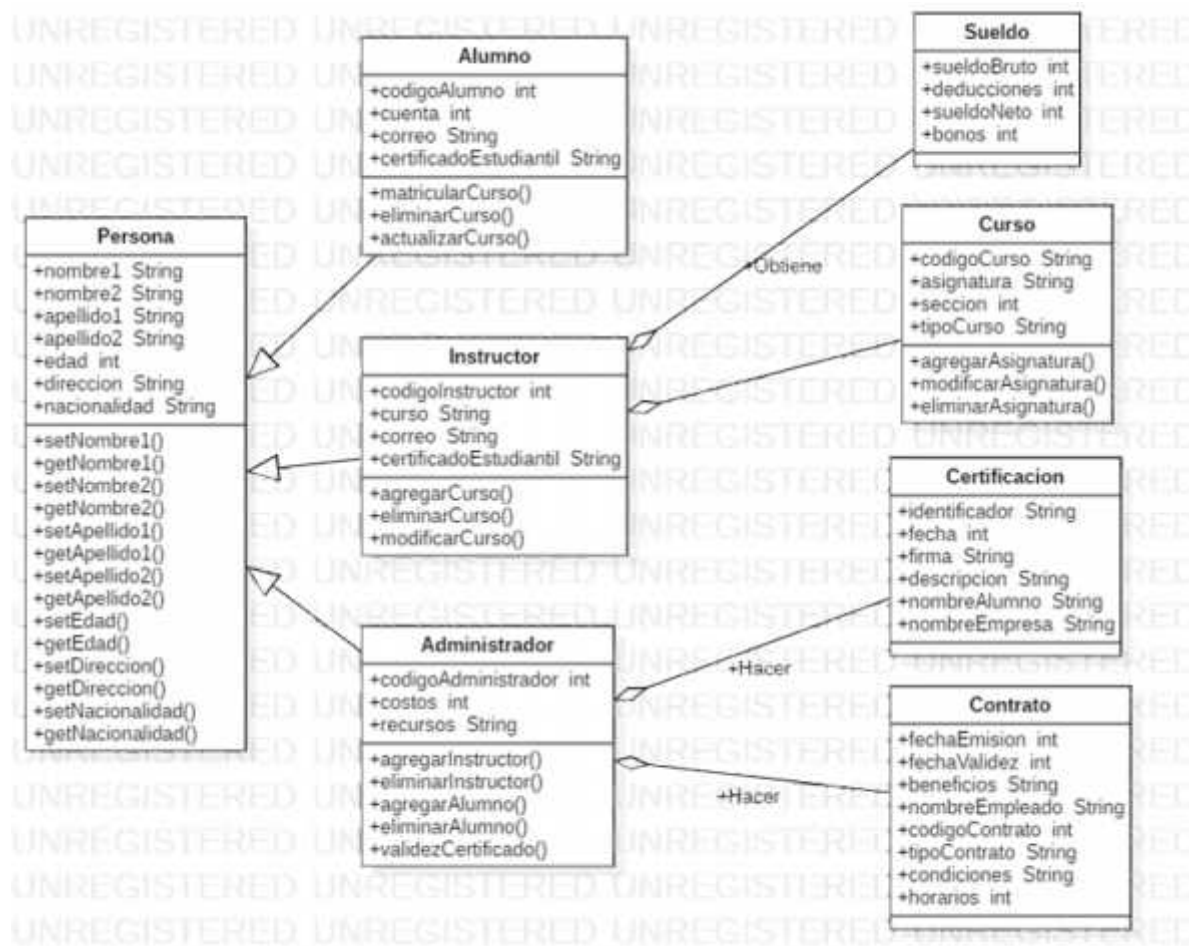 Persona
+nombre1 String
+nombre2 String
+apellido1 String
+apellido2 String
+edad int
+direccion String
+nacionalidad String
+setNombre1()
+getNombre1()
+setNombre2()
+getNombre2()
+setApellido1()
+getApellido1()
+setApellido2()
+getApellido2()
+setEdad()
+getEdad()
+setDireccion()
+getDireccion()
+setNacionalidad()
+getNacionalidad()
Alumno
+codigoAlumno int
+cuenta int
+correo String
+certificadoEstudiantil String
+matricularCurso()
+eliminarCurso()
+actualizarCurso()
Instructor
+codigoInstructor int
+curso String
+correo String
+certificadoEstudiantil String
+agregarCurso()
+eliminarCurso()
+modificarCurso()
Administrador
+codigoAdministrador int
+costos int
+recursos String
+agregarInstructor()
+eliminarInstructor()
+agregarAlumno()
+eliminarAlumno()
+validezCertificado()
+Obtiene
+Hacer
+Hacer
Sueldo
+sueldoBruto int
+deducciones int
+sueldoNeto int
+bonos int
Curso
+codigoCurso String
+asignatura String
+seccion int
+tipoCurso String
+agregarAsignatura()
+modificarAsignatura()
+eliminarAsignatura()
Certificacion
+identificador String
+fecha int
+firma String
+descripcion String
+nombreAlumno String
+nombreEmpresa String
Contrato
+fechaEmision int
+fechaValidez int
+beneficios String
+nombreEmpleado String
+codigoContrato int
+tipoContrato String
+condiciones String
+horarios int
UNREGISTERED